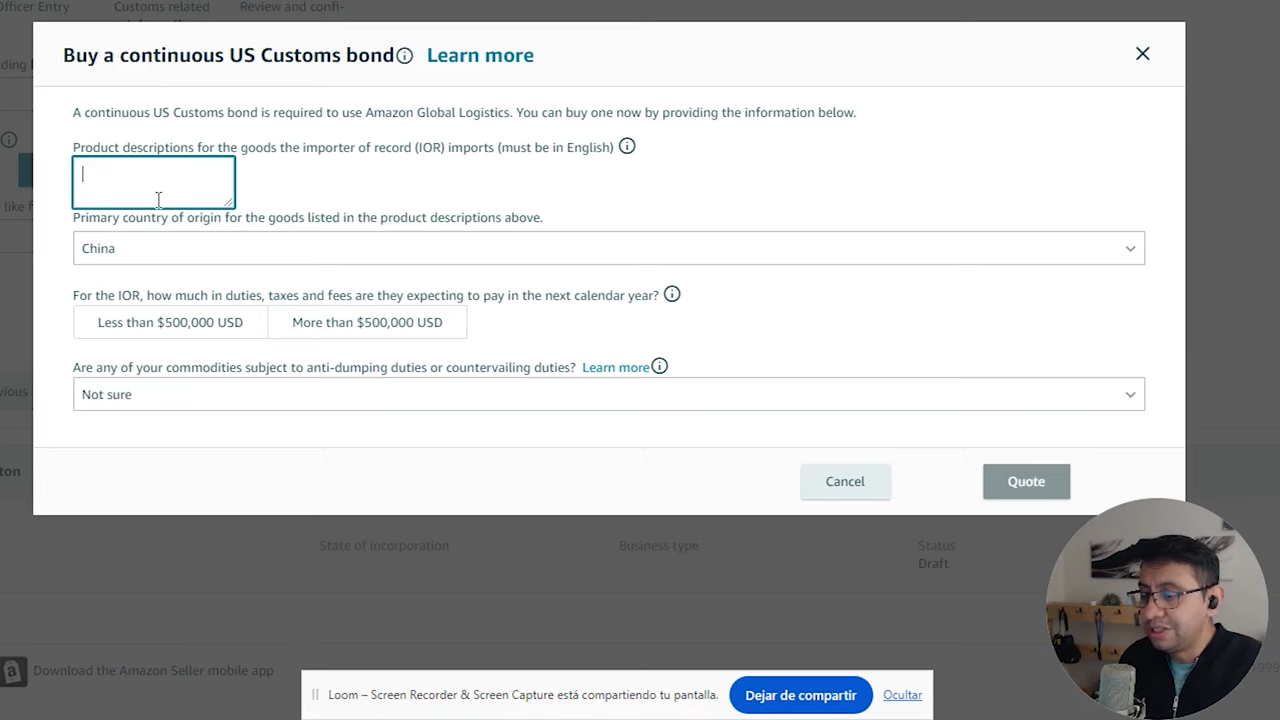 Officer Entry
Customs related
Review and confi-
Buy a continuous US Customs bond Learn more
A continuous US Customs bond is required to use Amazon Global Logistics. You can buy one now by providing the information below.
Product descriptions for the goods the importer of record (IOR) imports (must be in English)
Primary country of origin for the goods listed in the product descriptions above.
China
For the IOR, how much in duties, taxes and fees are they expecting to pay in the next calendar year?
Less than $500,000 USD
More than $500,000 USD
Are any of your commodities subject to anti-dumping duties or countervailing duties? Learn more
Not sure
Cancel
Quote
State of incorporation
Business type
Status
Draft
Download the Amazon Seller mobile app
Loom – Screen Recorder & Screen Capture está compartiendo tu pantalla.
Dejar de compartir
Ocultar